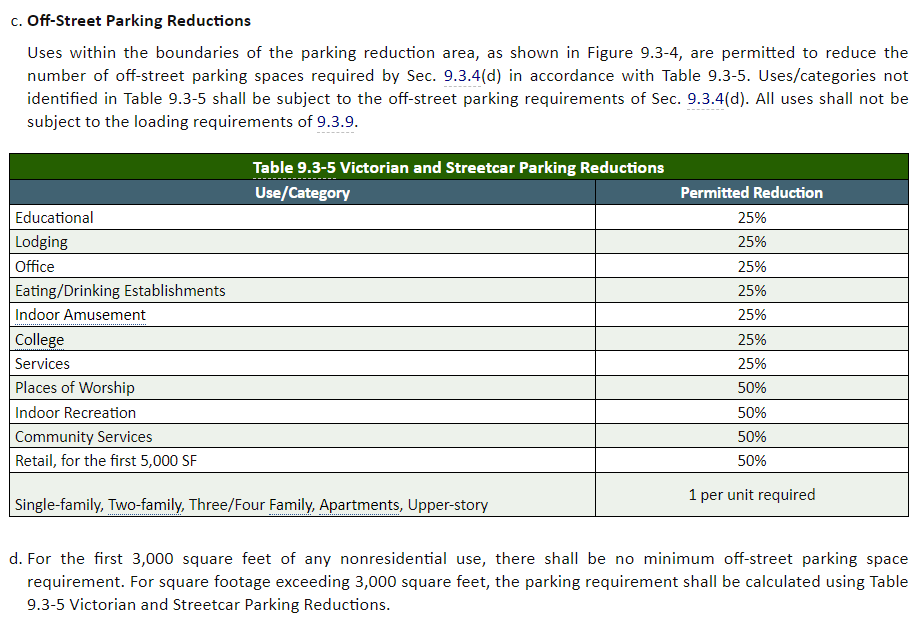 c. Off-Street Parking Reductions
Uses within the boundaries of the parking reduction area, as shown in Figure 9.3-4, are permitted to reduce the
number of off-street parking spaces required by Sec. 9.3.4(d) in accordance with Table 9.3-5. Uses/categories not
identified in Table 9.3-5 shall be subject to the off-street parking requirements of Sec. 9.3.4(d). All uses shall not be
subject to the loading requirements of 9.3.9.
Table 9.3-5 Victorian and Streetcar Parking Reductions
Use/Category Permitted Reduction
Educational 25%
Lodging 25%
Office 25%
Eating/Drinking Establishments 25%
Indoor Amusement 25%
College 25%
Services 25%
Places of Worship 50%
Indoor Recreation 50%
Community Services 50%
Retail, for the first 5,000 SF 50%
Single-family, Two-family, Three/Four Family, Apartments, Upper-story 1 per unit required
d. For the first 3,000 square feet of any nonresidential use, there shall be no minimum off-street parking space
requirement. For square footage exceeding 3,000 square feet, the parking requirement shall be calculated using Table
9.3-5 Victorian and Streetcar Parking Reductions.